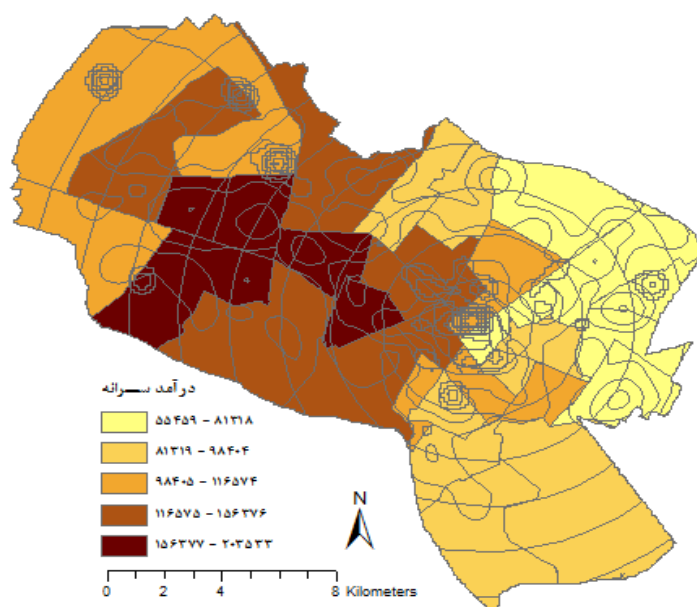 درآمد سرانه
۵۵۴۵۹ - ۸۱۳۱۸
۸۱۳۱۹ - ۹۸۴۰۴
۹۸۴۰۵ - ۱۱۶۵۷۴
۱۱۶۵۷۵ - ۱۵۶۳۷۶
۱۵۶۳۷۷ - ۲۰۳۵۳۳
N
0 2 4 8 Kilometers